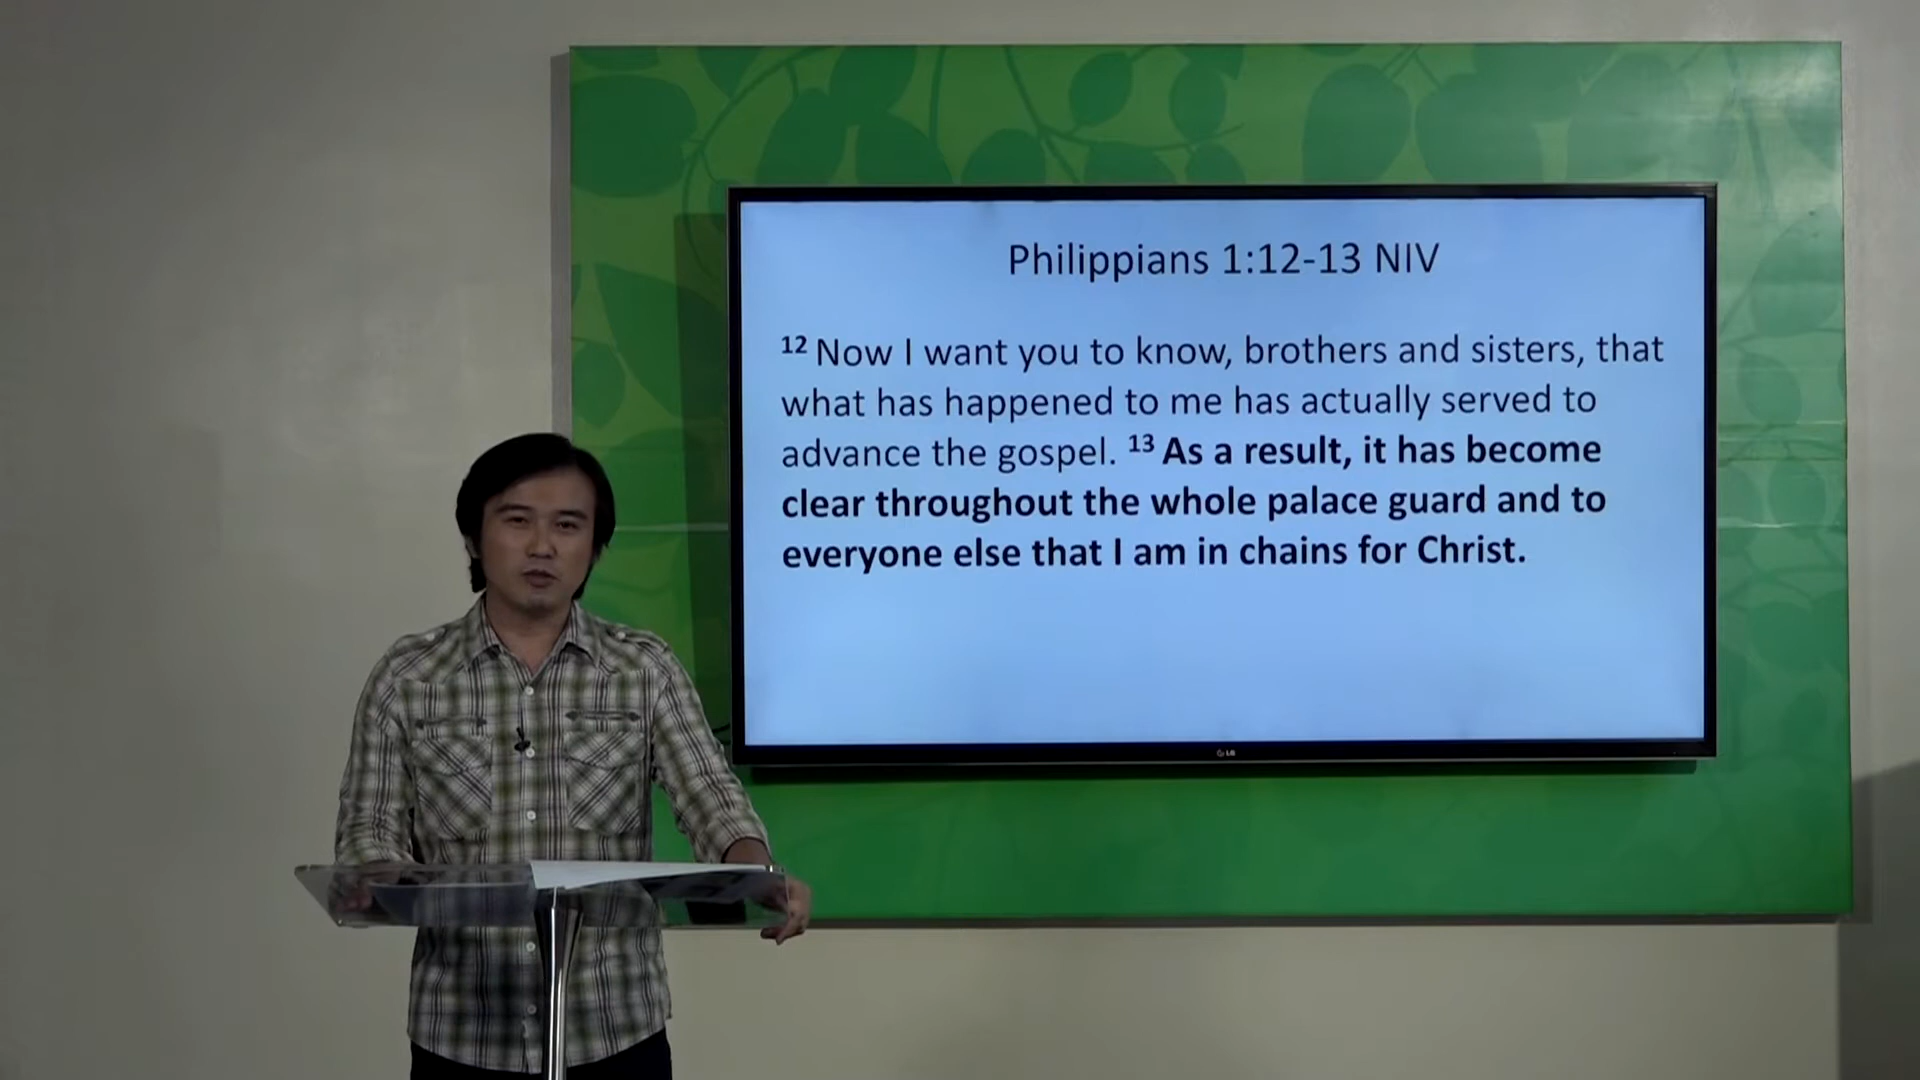 Philippians 1:12-13 NIV
12 Now I want you to know, brothers and sisters, that
what has happened to me has actually served to
advance the gospel. 13 As a result, it has become
clear throughout the whole palace guard and to
everyone else that I am in chains for Christ.
LG